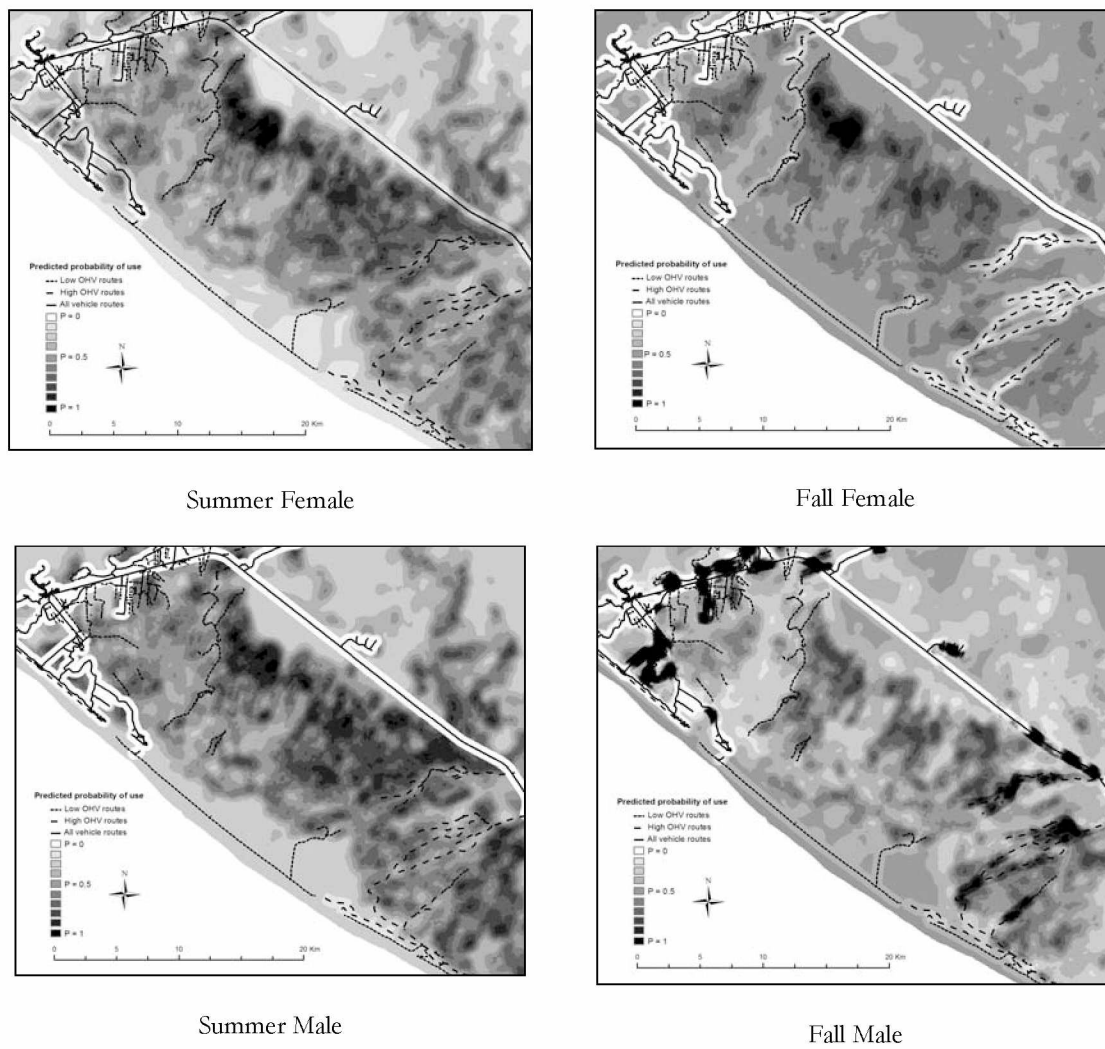 Predicted probability of use
Low OHV routes
High OHV routes
All vehicle routes
P = 0
P = 0.5
P = 1
N
0 5 10 20 Km
Summer Female
Predicted probability of use
Low OHV routes
High OHV routes
All vehicle routes
P = 0
P = 0.5
P = 1
N
0 5 10 20 Km
Fall Female
Predicted probability of use
Low OHV routes
High OHV routes
All vehicle routes
P = 0
P = 0.5
P = 1
N
0 5 10 20 Km
Summer Male
Predicted probability of use
Low OHV routes
High OHV routes
All vehicle routes
P = 0
P = 0.5
P = 1
N
0 5 10 20 Km
Fall Male